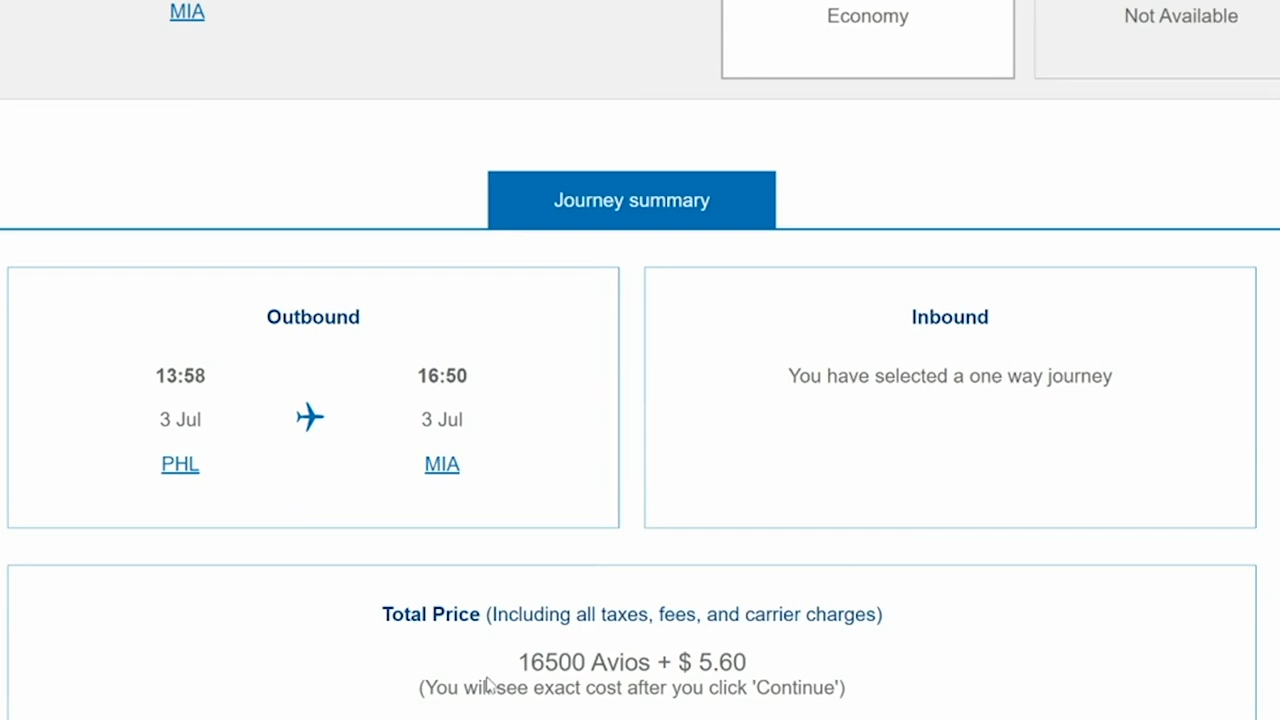 MIA
Economy
Not Available
Journey summary
Outbound
Inbound
13:58
16:50
You have selected a one way journey
3 Jul
3 Jul
PHL
MIA
Total Price (Including all taxes, fees, and carrier charges)
16500 Avios + $ 5.60
(You will see exact cost after you click 'Continue')